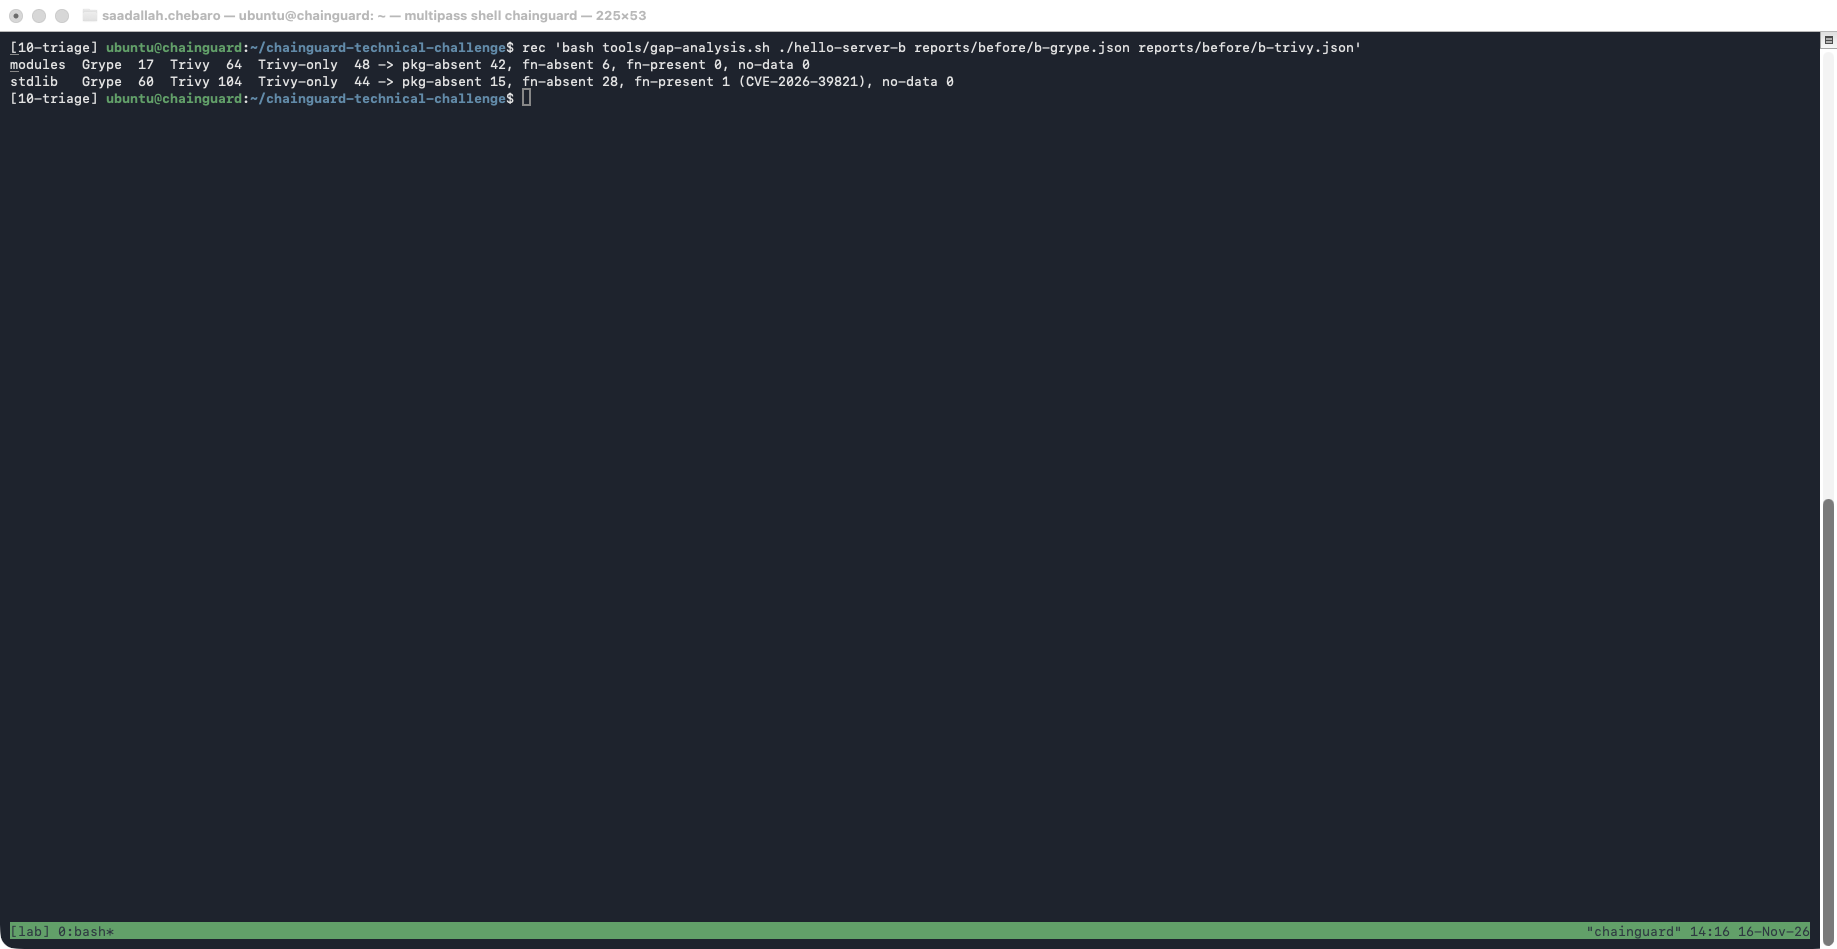 saadallah.chebaro — ubuntu@chainguard: ~ — multipass shell chainguard — 225×53
[10-triage] ubuntu@chainguard:~/chainguard-technical-challenge$ rec 'bash tools/gap-analysis.sh ./hello-server-b reports/before/b-grype.json reports/before/b-trivy.json'
modules  Grype  17  Trivy  64  Trivy-only  48 -> pkg-absent 42, fn-absent 6, fn-present 0, no-data 0
stdlib   Grype  60  Trivy 104  Trivy-only  44 -> pkg-absent 15, fn-absent 28, fn-present 1 (CVE-2026-39821), no-data 0
[10-triage] ubuntu@chainguard:~/chainguard-technical-challenge$
[lab] 0:bash* "chainguard" 14:16 16-Nov-26